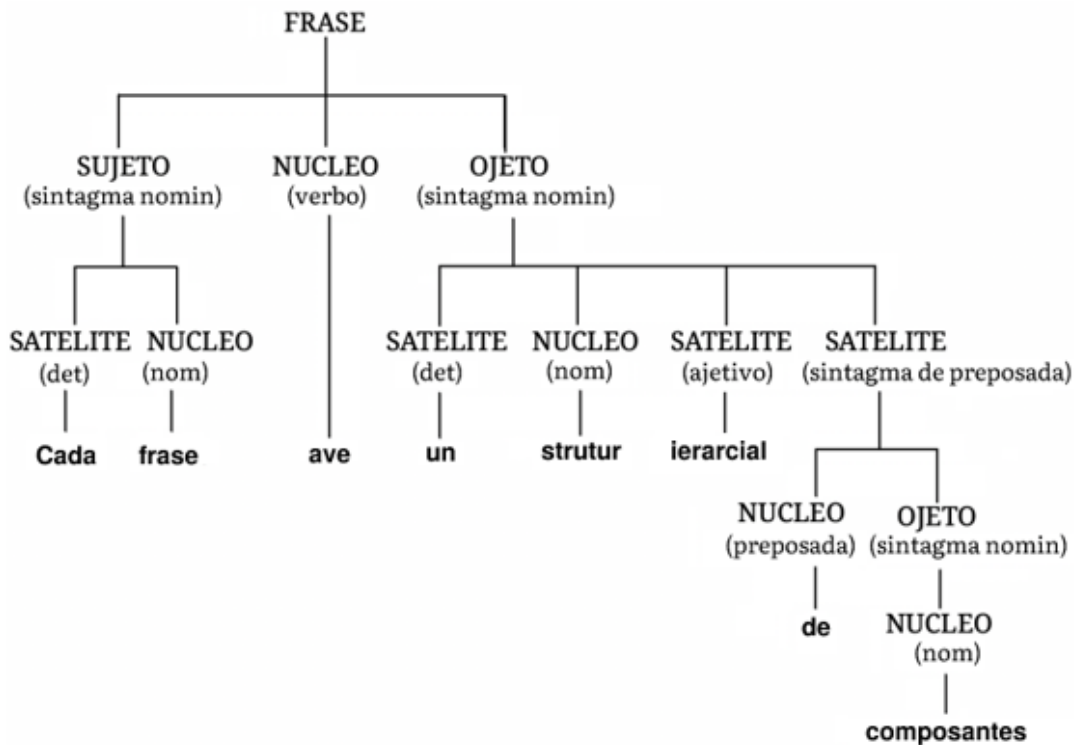 FRASE
SUJETO NUCLEO OJETO
(sintagma nomin) (verbo) (sintagma nomin)
SATELITE NUCLEO SATELITE NUCLEO SATELITE SATELITE
(det) (nom) (det) (nom) (ajetivo) (sintagma de preposada)
Cada frase ave un strutur ierarcial
NUCLEO OJETO
(preposada) (sintagma nomin)
de NUCLEO
(nom)
composantes